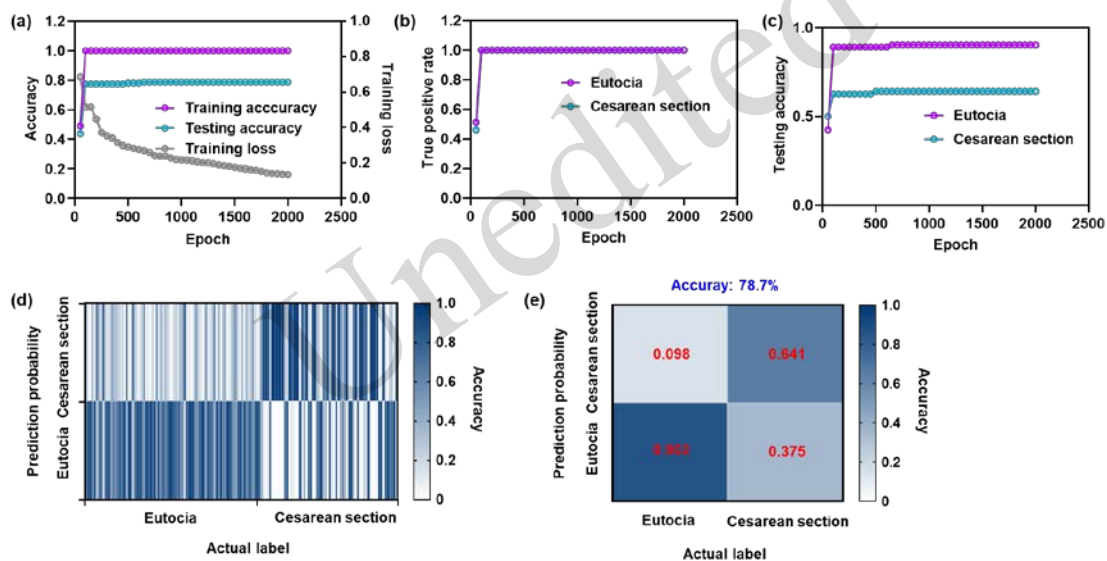 (a)
1.2
1.0
0.8
0.6
0.4
0.2
0.0
Accuracy
1.0
0.8
0.6
0.4
0.2
0.0
Training loss
Training acccuracy
Testing accuracy
Training loss
0 500 1000 1500 2000 2500
Epoch
(b)
1.2
1.0
0.8
0.6
0.4
0.2
0.0
True positive rate
Eutocia
Cesarean section
0 500 1000 1500 2000 2500
Epoch
(c)
1.0
0.5
0.0
Testing accuracy
Eutocia
Cesarean section
0 500 1000 1500 2000 2500
Epoch
Unedited
(d)
Prediction probability
Eutocia Cesarean section
1.0
0.8
0.6
0.4
0.2
0
Accuracy
Eutocia Cesarean section
Actual label
(e)
Accuray: 78.7%
Prediction probability
Eutocia Cesarean section
0.098 0.641
0.375
1.0
0.8
0.6
0.4
0.2
0
Accuracy
Eutocia Cesarean section
Actual label